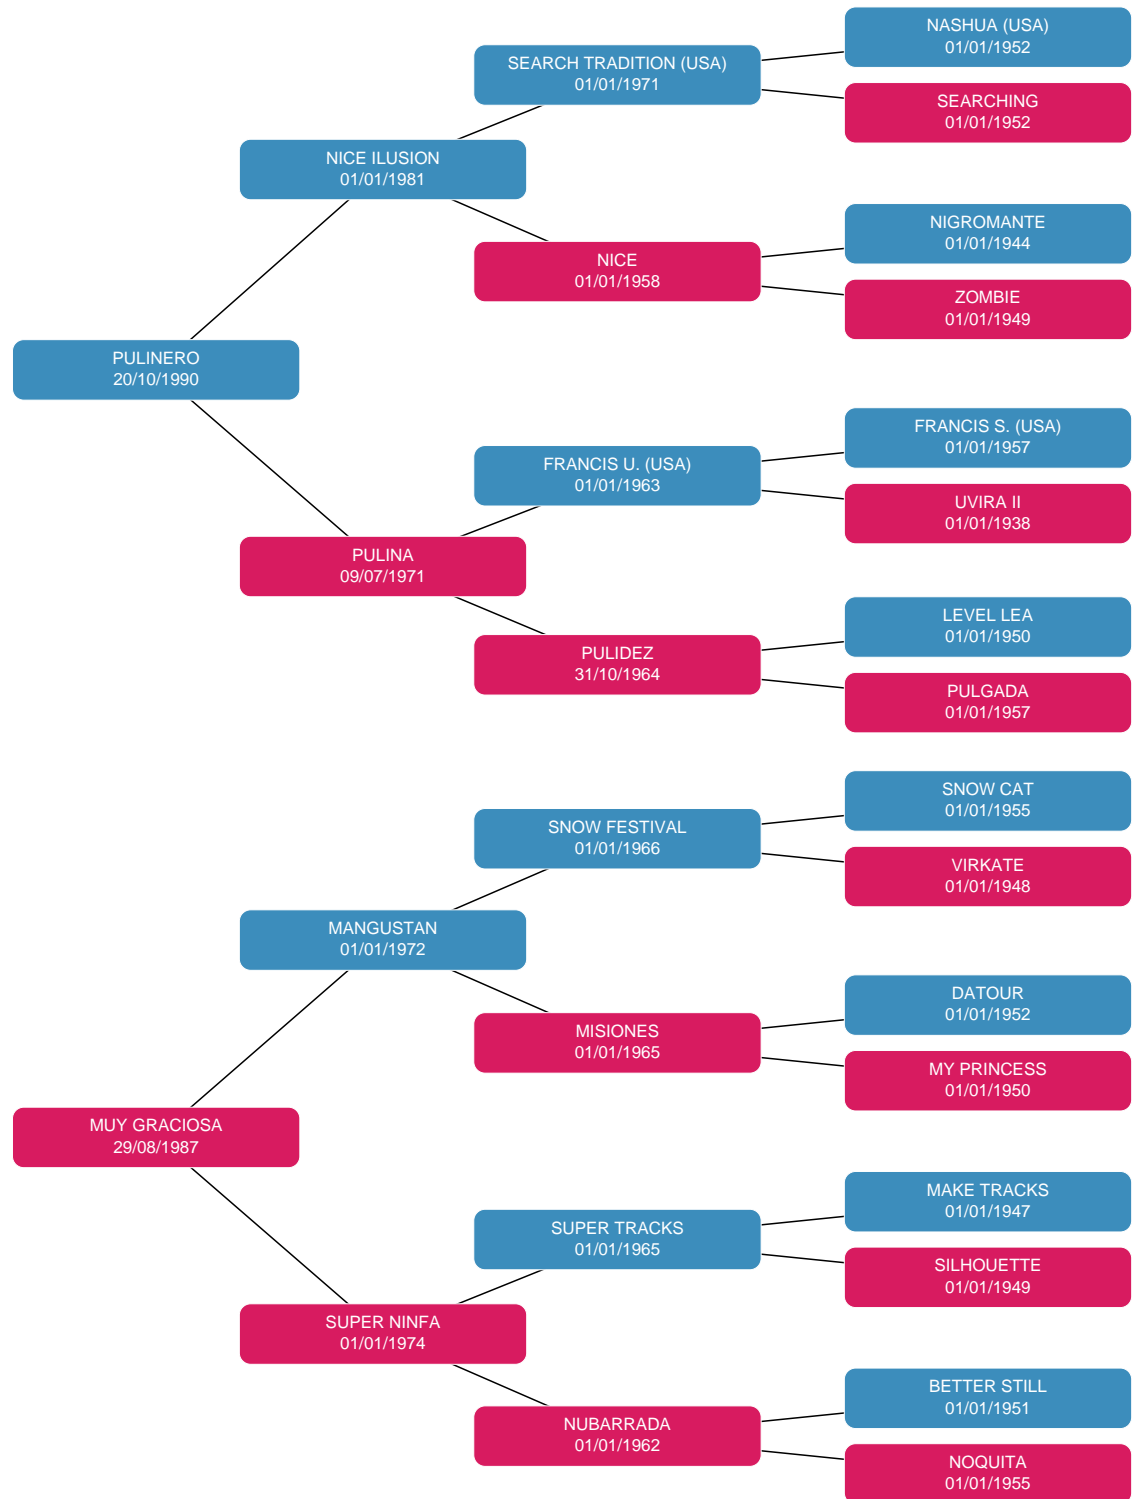 NASHUA (USA)
01/01/1952
SEARCH TRADITION (USA)
01/01/1971
SEARCHING
01/01/1952
NICE ILUSION
01/01/1981
NIGROMANTE
01/01/1944
NICE
01/01/1958
ZOMBIE
01/01/1949
PULINERO
20/10/1990
FRANCIS S. (USA)
01/01/1957
FRANCIS U. (USA)
01/01/1963
UVIRA II
01/01/1938
PULINA
09/07/1971
LEVEL LEA
01/01/1950
PULIDEZ
31/10/1964
PULGADA
01/01/1957
SNOW CAT
01/01/1955
SNOW FESTIVAL
01/01/1966
VIRKATE
01/01/1948
MANGUSTAN
01/01/1972
DATOUR
01/01/1952
MISIONES
01/01/1965
MY PRINCESS
01/01/1950
MUY GRACIOSA
29/08/1987
MAKE TRACKS
01/01/1947
SUPER TRACKS
01/01/1965
SILHOUETTE
01/01/1949
SUPER NINFA
01/01/1974
BETTER STILL
01/01/1951
NUBARRADA
01/01/1962
NOQUITA
01/01/1955